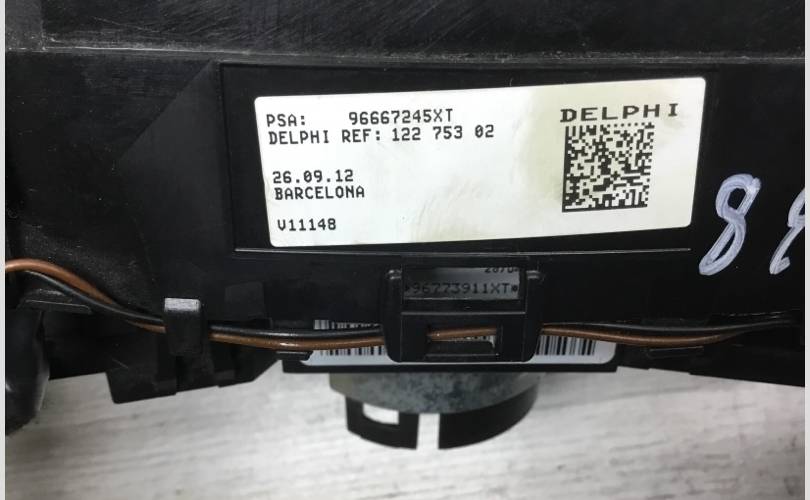 PSA: 96667245XT
DELPHI
DELPHI REF: 122 753 02
26.09.12
BARCELONA
V11148
*96773911XT*